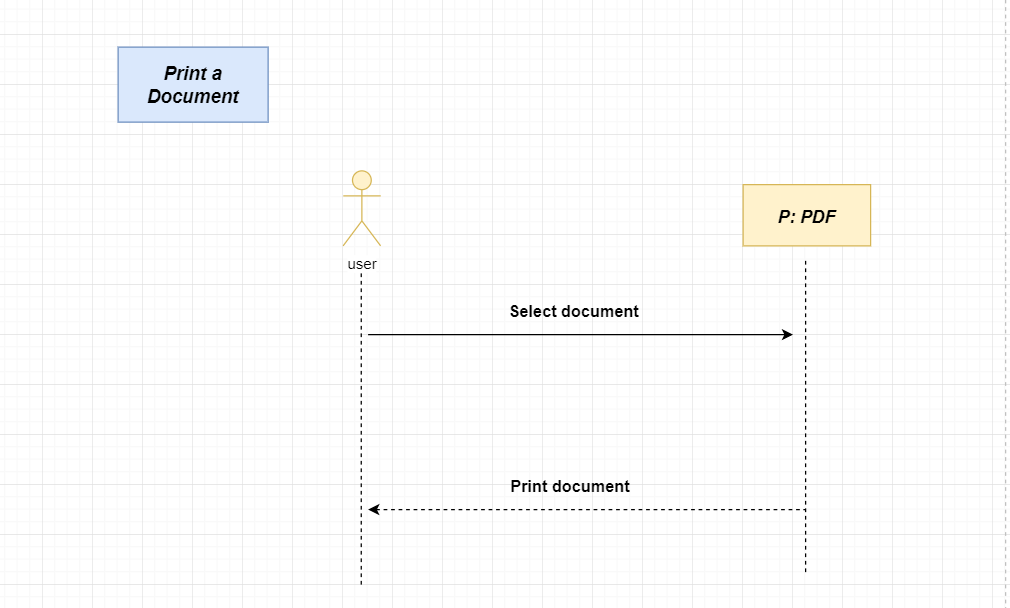 Print a
Document
P: PDF
user
Select document
Print document